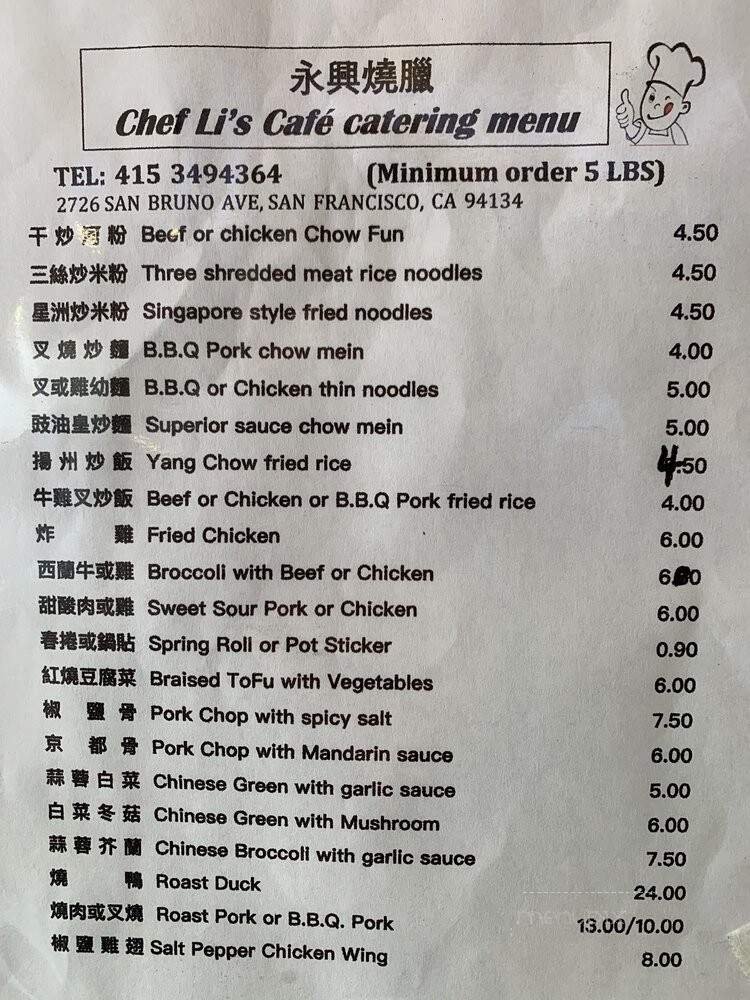 永興燒臘
Chef Li's Café catering menu
TEL: 415 3494364 (Minimum order 5 LBS)
2726 SAN BRUNO AVE, SAN FRANCISCO, CA 94134
干炒河粉 Beef or chicken Chow Fun 4.50
三絲炒米粉 Three shredded meat rice noodles 4.50
星洲炒米粉 Singapore style fried noodles 4.50
叉燒炒麵 B.B.Q Pork chow mein 4.00
叉或雞幼麵 B.B.Q or Chicken thin noodles 5.00
豉油皇炒麵 Superior sauce chow mein 5.00
揚州炒飯 Yang Chow fried rice 4.50
牛雞叉炒飯 Beef or Chicken or B.B.Q Pork fried rice 4.00
炸雞 Fried Chicken 6.00
西蘭牛或雞 Broccoli with Beef or Chicken 6.00
甜酸肉或雞 Sweet Sour Pork or Chicken 6.00
春捲或鍋貼 Spring Roll or Pot Sticker 0.90
紅燒豆腐菜 Braised ToFu with Vegetables 6.00
椒鹽骨 Pork Chop with spicy salt 7.50
京都骨 Pork Chop with Mandarin sauce 6.00
蒜蓉白菜 Chinese Green with garlic sauce 5.00
白菜冬菇 Chinese Green with Mushroom 6.00
蒜蓉芥蘭 Chinese Broccoli with garlic sauce 7.50
燒鴨 Roast Duck 24.00
燒肉或叉燒 Roast Pork or B.B.Q. Pork 13.00/10.00
椒鹽雞翅 Salt Pepper Chicken Wing 8.00